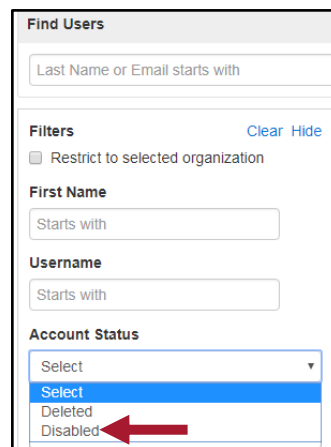 Find Users
Last Name or Email starts with
Filters Clear Hide
Restrict to selected organization
First Name
Starts with
Username
Starts with
Account Status
Select
Select
Deleted
Disabled